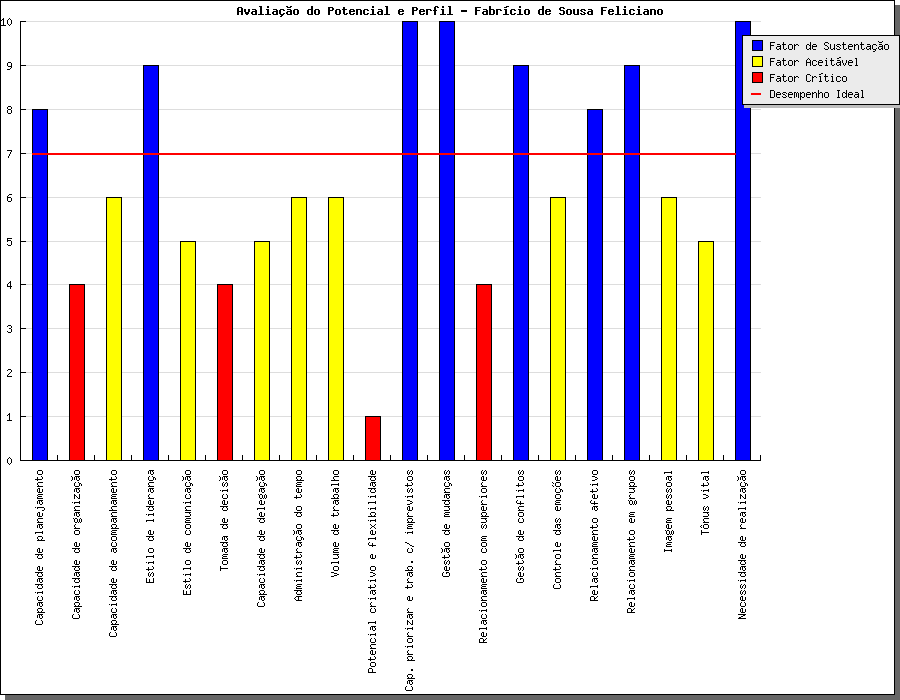 Avaliação do Potencial e Perfil - Fabrício de Sousa Feliciano
Fator de Sustentação
Fator Aceitável
Fator Crítico
Desempenho Ideal
10
9
8
7
6
5
4
3
2
1
0
Capacidade de planejamento
Capacidade de organização
Capacidade de acompanhamento
Estilo de liderança
Estilo de comunicação
Tomada de decisão
Capacidade de delegação
Administração do tempo
Volume de trabalho
Potencial criativo e flexibilidade
Cap. priorizar e trab. c/ imprevistos
Gestão de mudanças
Relacionamento com superiores
Gestão de conflitos
Controle das emoções
Relacionamento afetivo
Relacionamento em grupos
Imagem pessoal
Tônus vital
Necessidade de realização